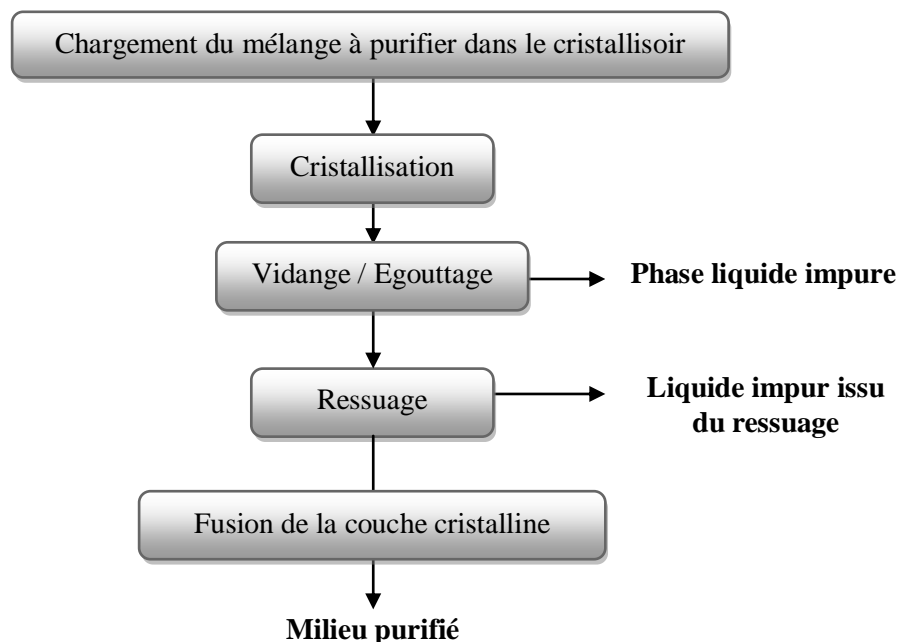 Chargement du mélange à purifier dans le cristallisoir
Cristallisation
Vidange / Egouttage
Phase liquide impure
Ressuage
Liquide impur issu
du ressuage
Fusion de la couche cristalline
Milieu purifié